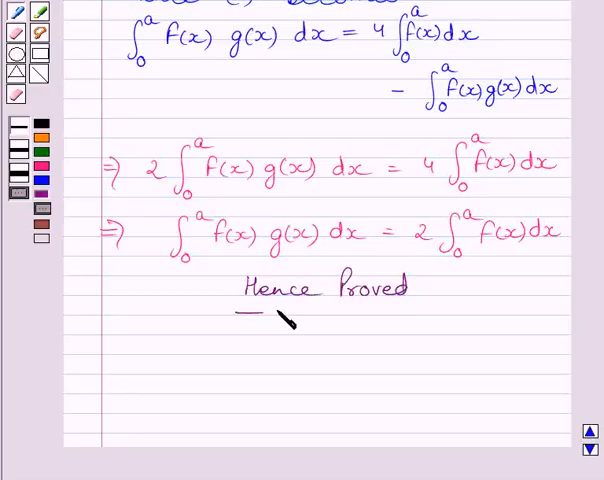 ∫₀ᵃ f(x) g(x) dx = 4 ∫₀ᵃ f(x)dx
- ∫₀ᵃ f(x)g(x)dx
⇒ 2 ∫₀ᵃ f(x) g(x) dx = 4 ∫₀ᵃ f(x)dx
⇒ ∫₀ᵃ f(x) g(x) dx = 2 ∫₀ᵃ f(x)dx
Hence Proved